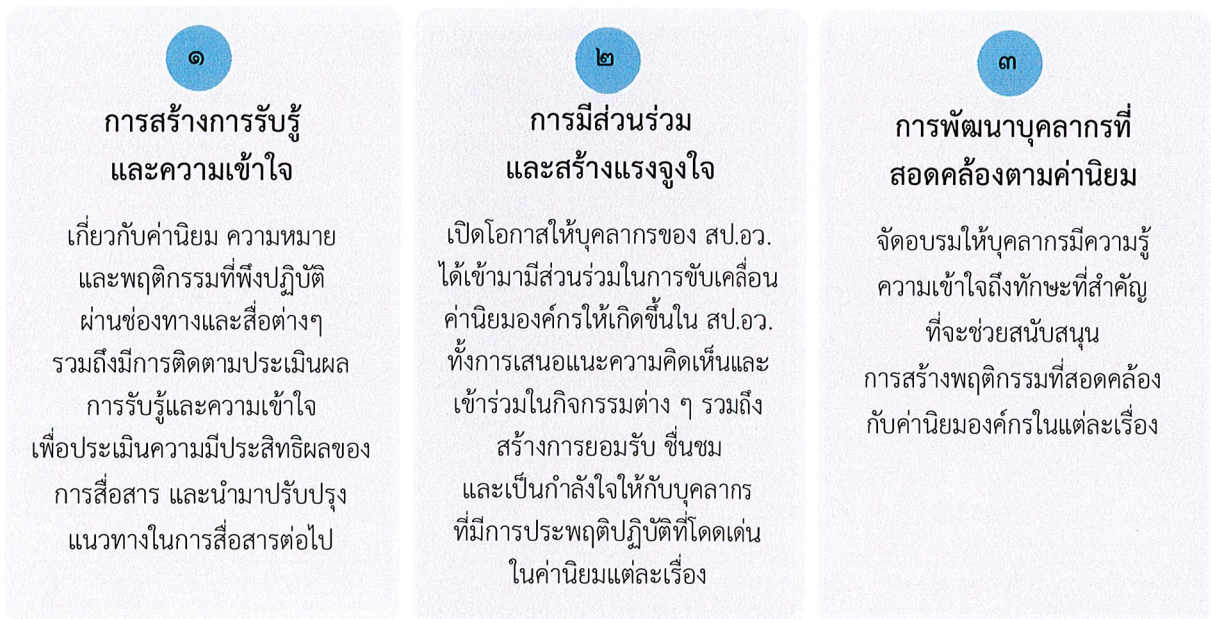 ๑
การสร้างการรับรู้
และความเข้าใจ
เกี่ยวกับค่านิยม ความหมาย
และพฤติกรรมที่พึงปฏิบัติ
ผ่านช่องทางและสื่อต่างๆ
รวมถึงมีการติดตามประเมินผล
การรับรู้และความเข้าใจ
เพื่อประเมินความมีประสิทธิผลของ
การสื่อสาร และนำมาปรับปรุง
แนวทางในการสื่อสารต่อไป
๒
การมีส่วนร่วม
และสร้างแรงจูงใจ
เปิดโอกาสให้บุคลากรของ สป.อว.
ได้เข้ามามีส่วนร่วมในการขับเคลื่อน
ค่านิยมองค์กรให้เกิดขึ้นใน สป.อว.
ทั้งการเสนอแนะความคิดเห็นและ
เข้าร่วมในกิจกรรมต่าง ๆ รวมถึง
สร้างการยอมรับ ชื่นชม
และเป็นกำลังใจให้กับบุคลากร
ที่มีการประพฤติปฏิบัติที่โดดเด่น
ในค่านิยมแต่ละเรื่อง
๓
การพัฒนาบุคลากรที่
สอดคล้องตามค่านิยม
จัดอบรมให้บุคลากรมีความรู้
ความเข้าใจถึงทักษะที่สำคัญ
ที่จะช่วยสนับสนุน
การสร้างพฤติกรรมที่สอดคล้อง
กับค่านิยมองค์กรในแต่ละเรื่อง